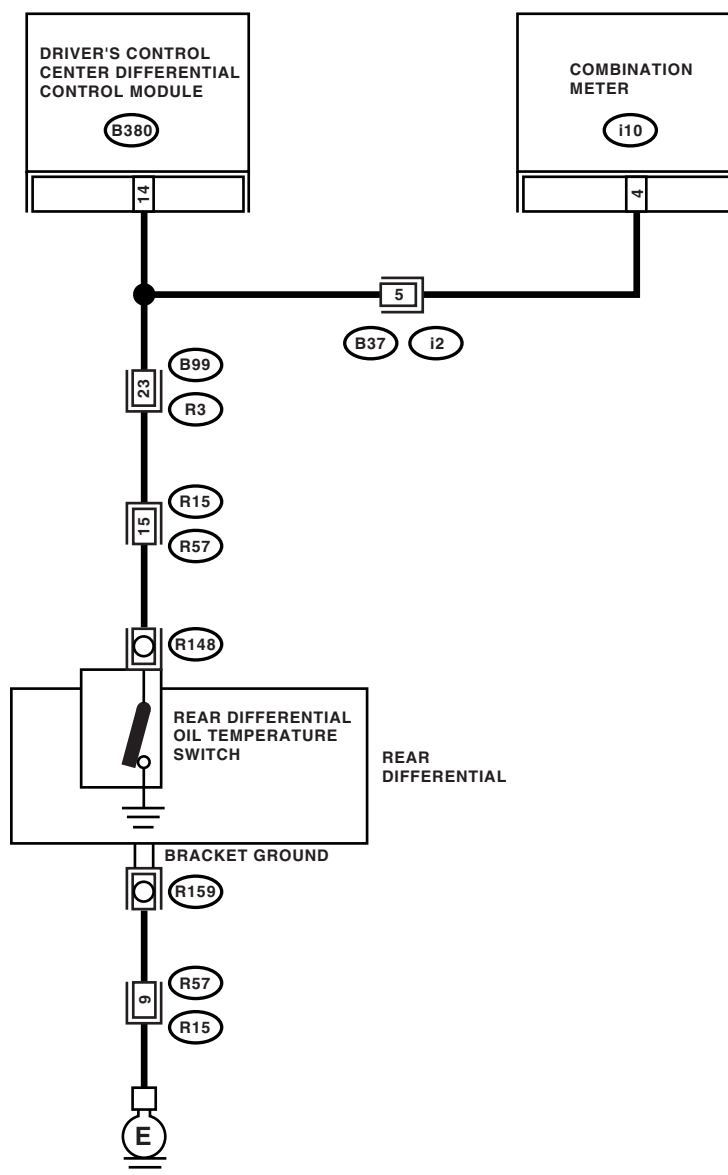 DRIVER'S CONTROL
CENTER DIFFERENTIAL
CONTROL MODULE
B380
14
COMBINATION
METER
i10
4
5
B37 i2
23
B99
R3
15
R15
R57
R148
REAR DIFFERENTIAL
OIL TEMPERATURE
SWITCH
REAR
DIFFERENTIAL
BRACKET GROUND
R159
9
R57
R15
E